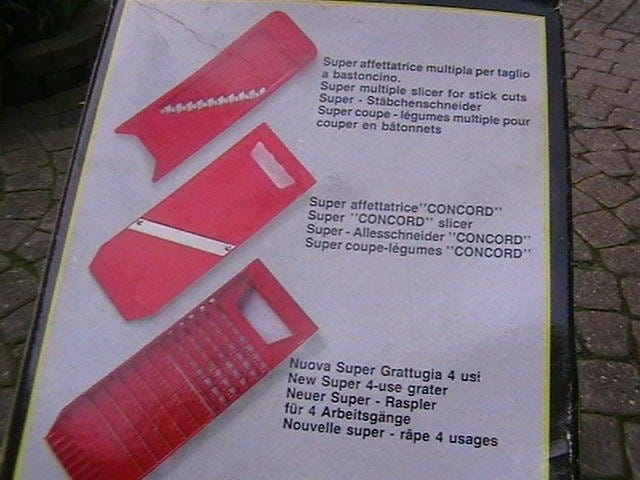 Super affettatrice multipla per taglio
a bastoncino.
Super multiple slicer for stick cuts
Super - Stäbchenschneider
Super coupe - légumes multiple pour
couper en bâtonnets
Super affettatrice"CONCORD"
Super "CONCORD" slicer
Super - Allesschneider "CONCORD"
Super coupe-légumes "CONCORD"
Nuova Super Grattugia 4 usi
New Super 4-use grater
Neuer Super - Raspler
für 4 Arbeitsgänge
Nouvelle super - râpe 4 usages